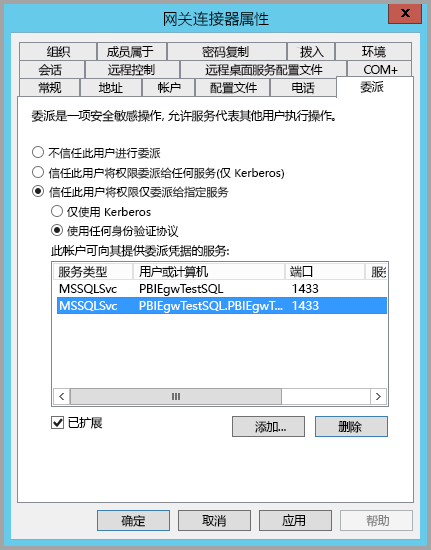 网关连接器属性
x
组织 成员属于 密码复制 拨入 环境
会话 远程控制 远程桌面服务配置文件 COM+
常规 地址 帐户 配置文件 电话 委派
委派是一项安全敏感操作, 允许服务代表其他用户执行操作。
不信任此用户进行委派
信任此用户将权限委派给任何服务(仅 Kerberos)
信任此用户将权限仅委派给指定服务
仅使用 Kerberos
使用任何身份验证协议
此帐户可向其提供委派凭据的服务:
服务类型 用户或计算机 端口
MSSQLSvc PBIEgwTestSQL 1433
MSSQLSvc PBIEgwTestSQL.PBIEgwT... 1433
已扩展 添加... 删除
确定 取消 应用 帮助